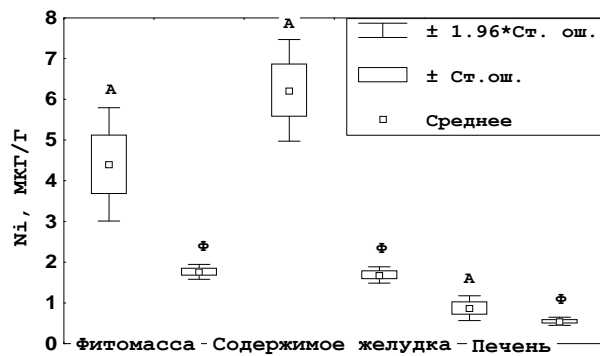 Ni, МКГ/Г
8
7
6
5
4
3
2
1
0
± 1.96*Ст. ош.
± Ст.ош.
Среднее
А
Ф
А
Ф
А
Ф
Фитомасса Содержимое желудка Печень